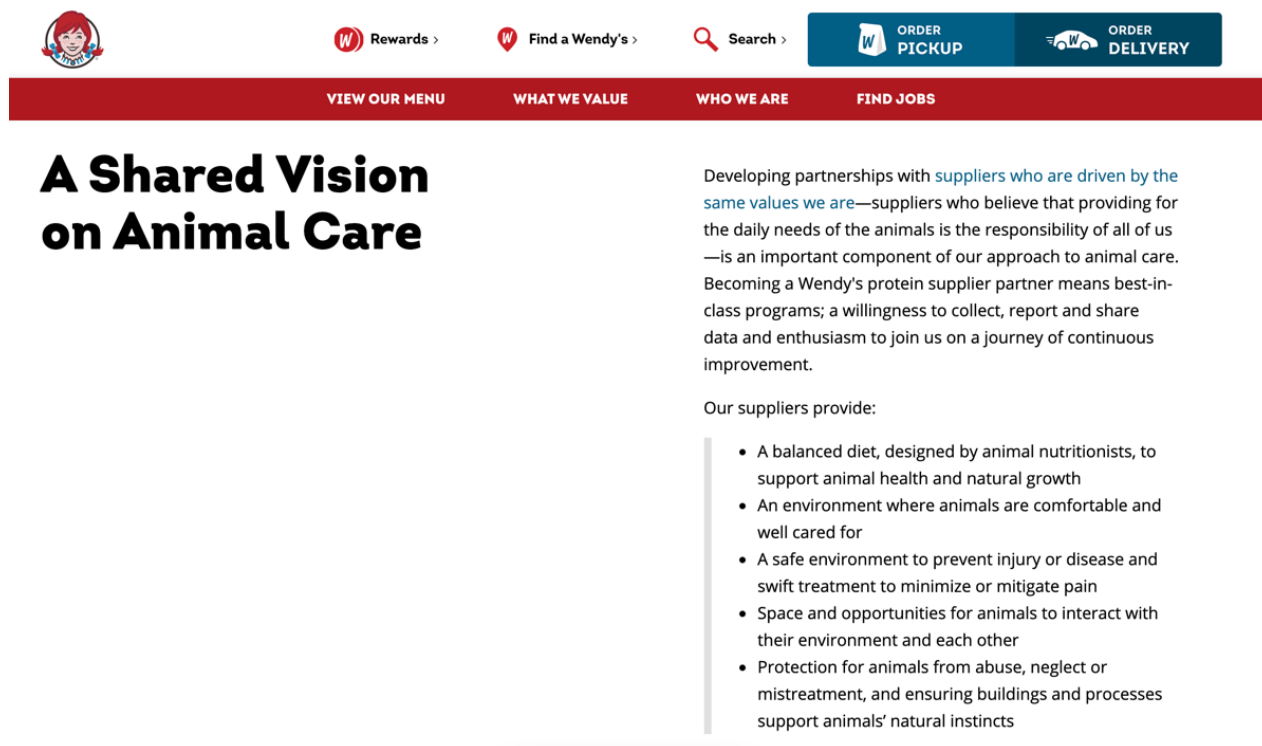 Rewards >
Find a Wendy's >
Search >
W
ORDER
PICKUP
W
ORDER
DELIVERY
VIEW OUR MENU
WHAT WE VALUE
WHO WE ARE
FIND JOBS
A Shared Vision
on Animal Care
Developing partnerships with suppliers who are driven by the
same values we are—suppliers who believe that providing for
the daily needs of the animals is the responsibility of all of us
—is an important component of our approach to animal care.
Becoming a Wendy's protein supplier partner means best-in-
class programs; a willingness to collect, report and share
data and enthusiasm to join us on a journey of continuous
improvement.
Our suppliers provide:
• A balanced diet, designed by animal nutritionists, to
support animal health and natural growth
• An environment where animals are comfortable and
well cared for
• A safe environment to prevent injury or disease and
swift treatment to minimize or mitigate pain
• Space and opportunities for animals to interact with
their environment and each other
• Protection for animals from abuse, neglect or
mistreatment, and ensuring buildings and processes
support animals’ natural instincts